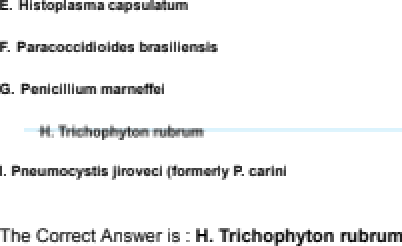 E. Histoplasma capsulatum
F. Paracoccidioides brasiliensis
G. Penicillium marneffei
H. Trichophyton rubrum
I. Pneumocystis jiroveci (formerly P. carini
The Correct Answer is : H. Trichophyton rubrum